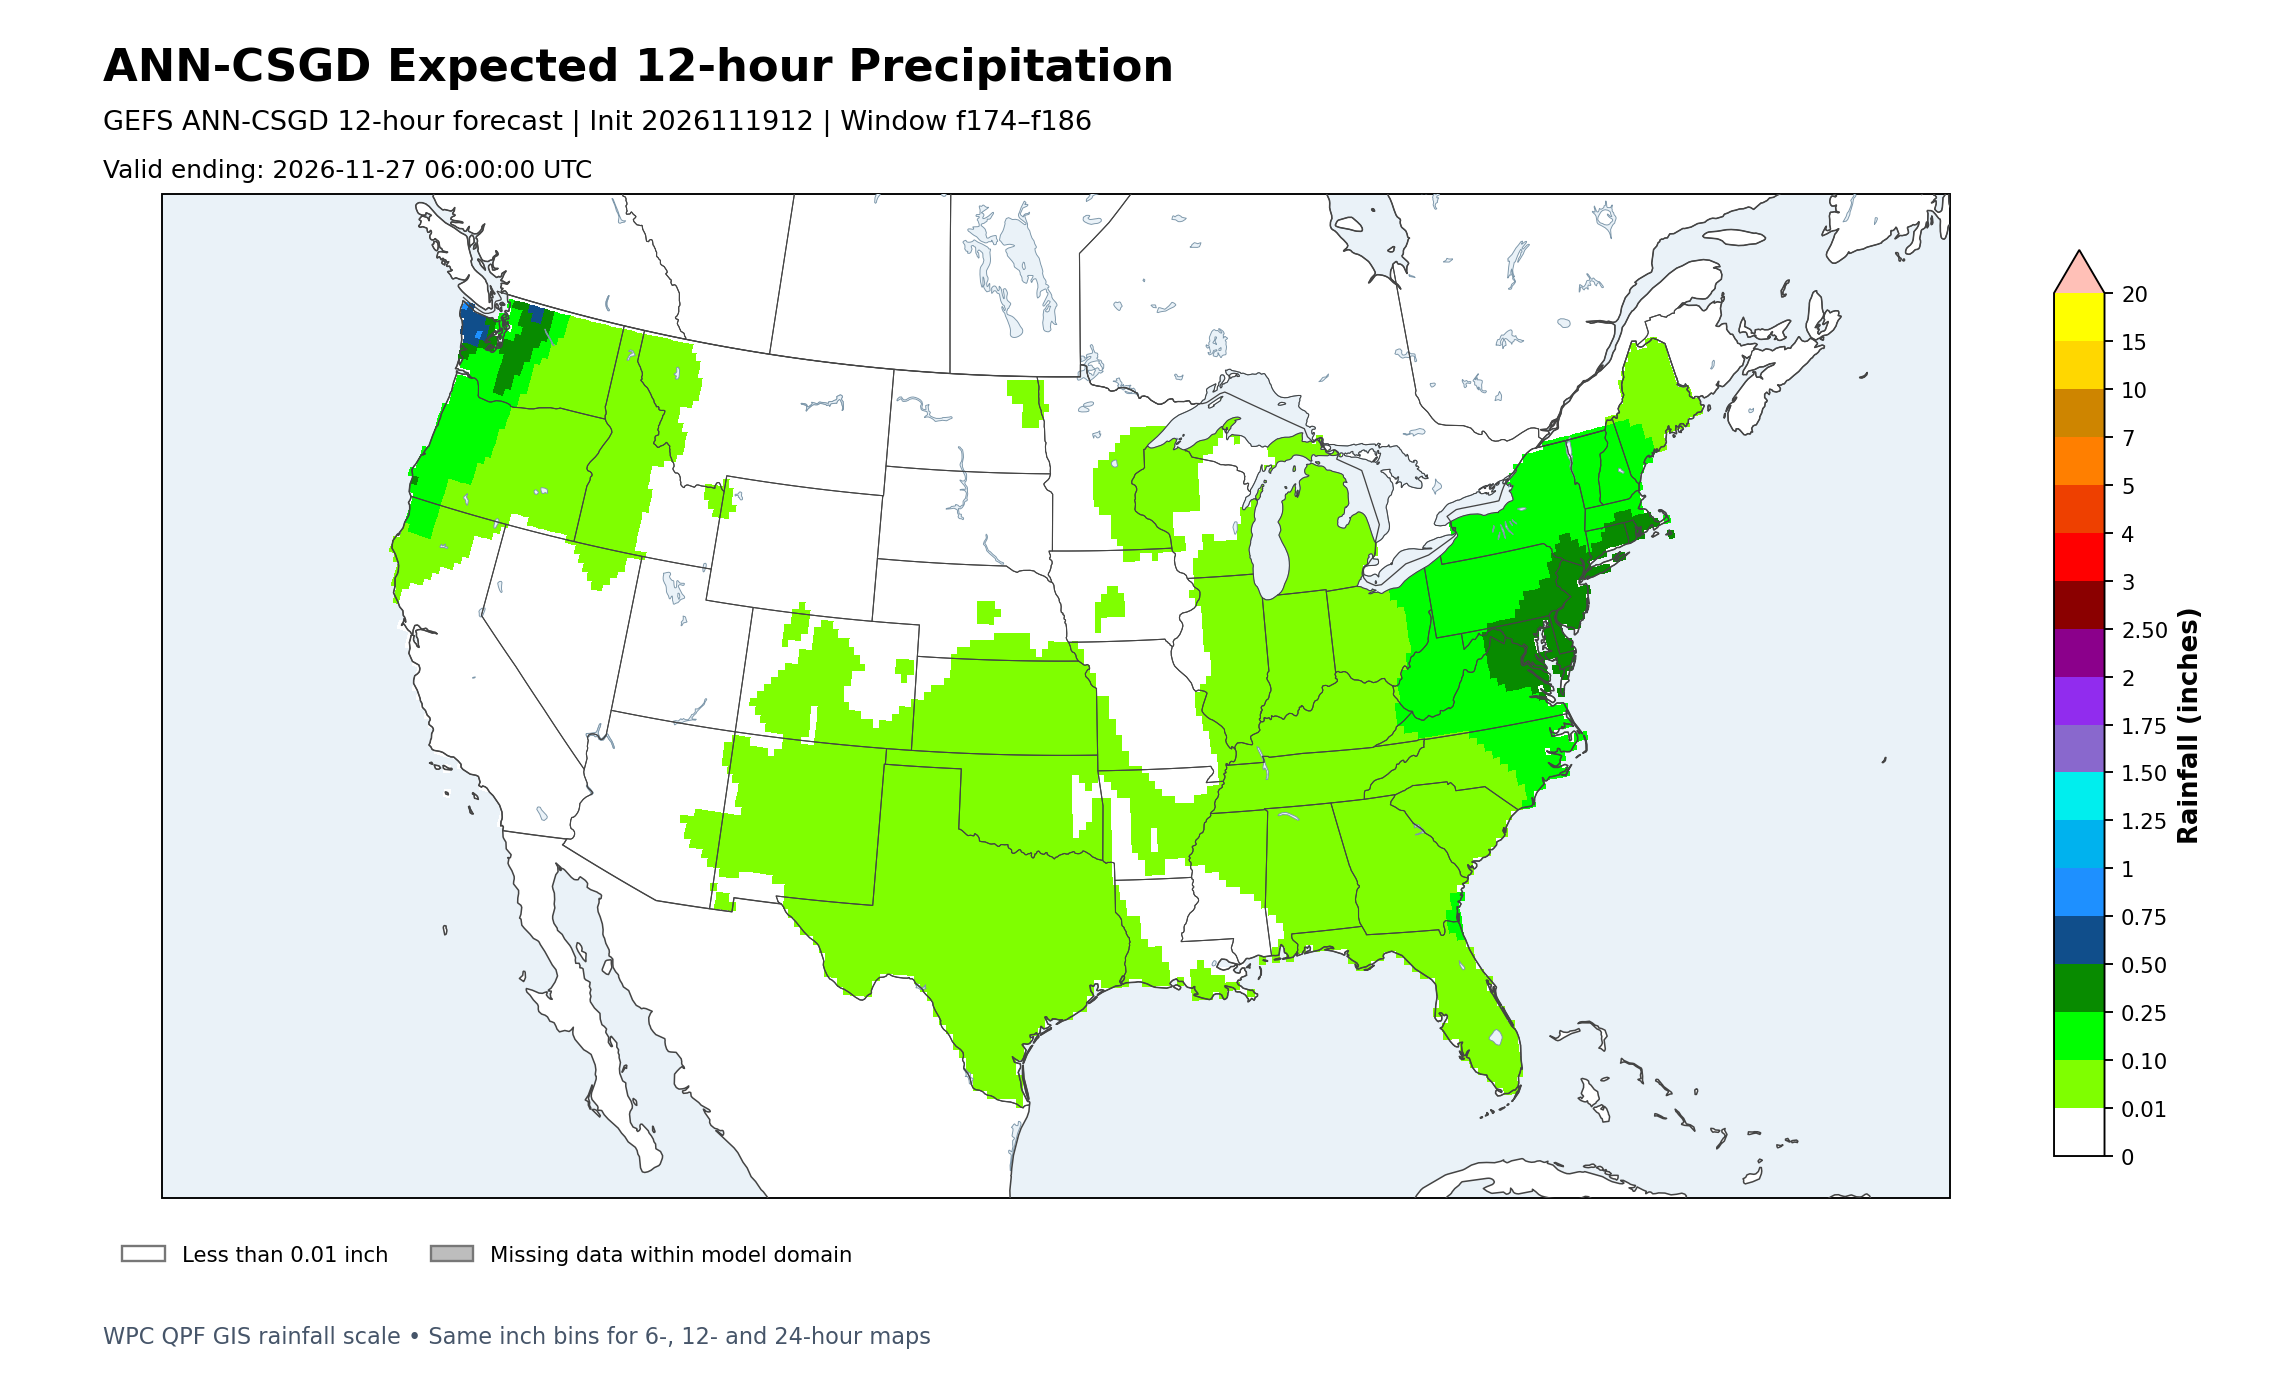 ANN-CSGD Expected 12-hour Precipitation
GEFS ANN-CSGD 12-hour forecast | Init 2026111912 | Window f174–f186
Valid ending: 2026-11-27 06:00:00 UTC
20
15
10
7
5
4
3
2.50
2
1.75
1.50
1.25
1
0.75
0.50
0.25
0.10
0.01
0
Rainfall (inches)
Less than 0.01 inch
Missing data within model domain
WPC QPF GIS rainfall scale • Same inch bins for 6-, 12- and 24-hour maps